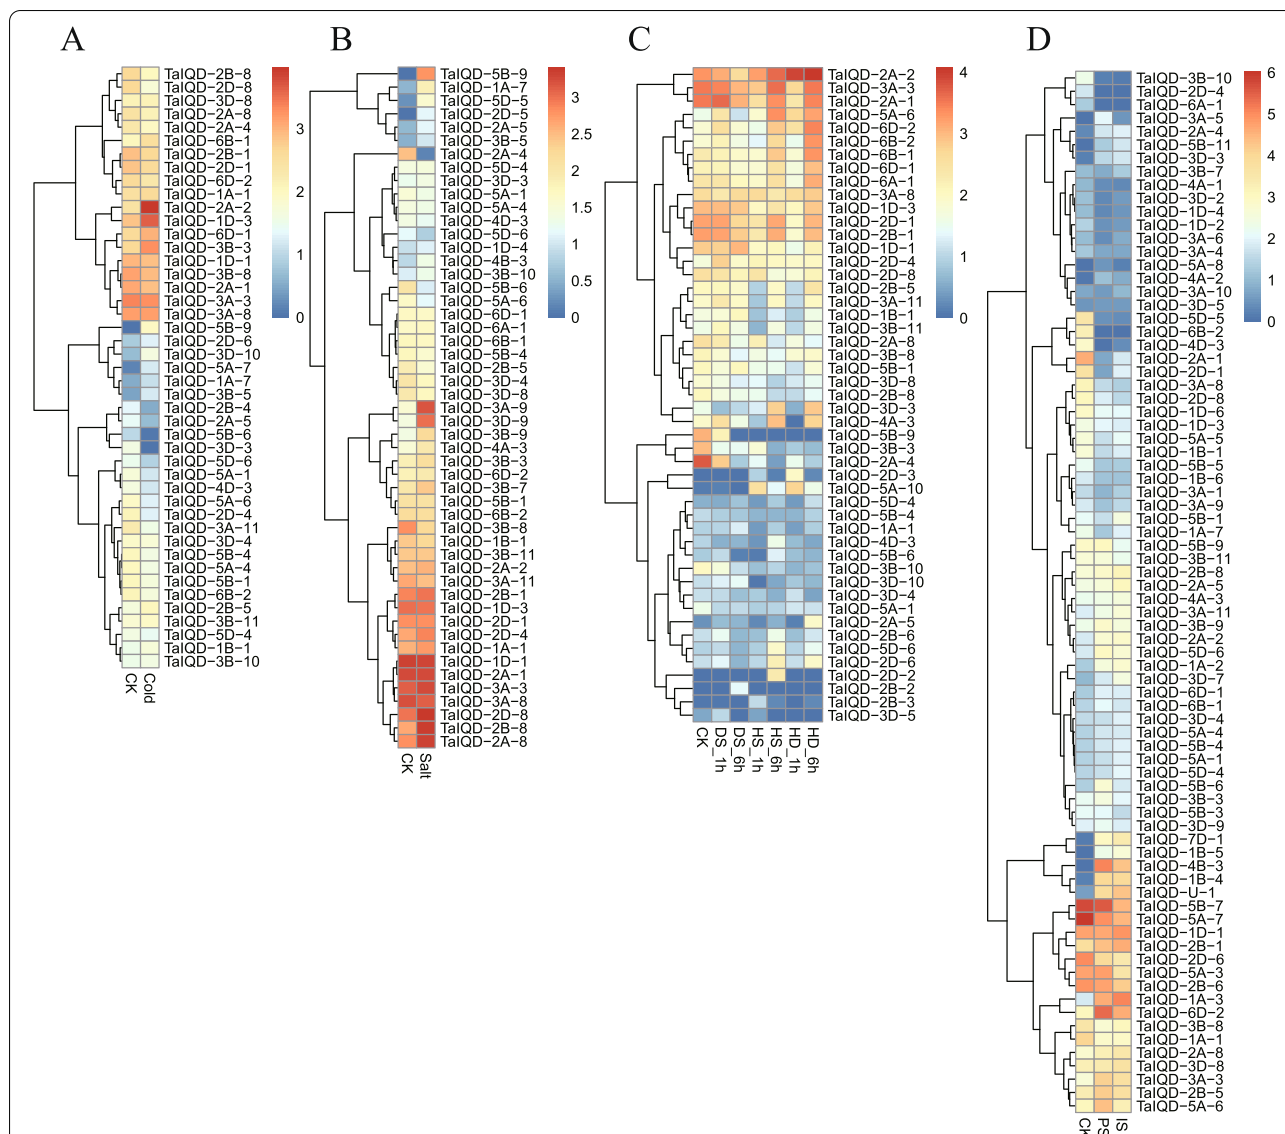 A
TaIQD-2B-8
TaIQD-2D-8
TaIQD-3D-8
TaIQD-2A-8
TaIQD-2A-4
TaIQD-6B-1
TaIQD-2B-1
TaIQD-2D-1
TaIQD-6D-2
TaIQD-1A-1
TaIQD-2A-2
TaIQD-1D-3
TaIQD-6D-1
TaIQD-3B-3
TaIQD-1D-1
TaIQD-3B-8
TaIQD-2A-1
TaIQD-3A-3
TaIQD-3A-8
TaIQD-5B-9
TaIQD-2D-6
TaIQD-3D-10
TaIQD-5A-7
TaIQD-1A-7
TaIQD-3B-5
TaIQD-2B-4
TaIQD-2A-5
TaIQD-5B-6
TaIQD-3D-3
TaIQD-5D-6
TaIQD-5A-1
TaIQD-4D-3
TaIQD-5A-6
TaIQD-2D-4
TaIQD-3A-11
TaIQD-3D-4
TaIQD-5B-4
TaIQD-5A-4
TaIQD-5B-1
TaIQD-6B-2
TaIQD-2B-5
TaIQD-3B-11
TaIQD-5D-4
TaIQD-1B-1
TaIQD-3B-10
CK
Cold
3
2
1
0
B
TaIQD-5B-9
TaIQD-1A-7
TaIQD-5D-5
TaIQD-2D-5
TaIQD-2A-5
TaIQD-3B-5
TaIQD-2A-4
TaIQD-5D-4
TaIQD-3D-3
TaIQD-5A-1
TaIQD-5A-4
TaIQD-4D-3
TaIQD-5D-6
TaIQD-1D-4
TaIQD-4B-3
TaIQD-3B-10
TaIQD-5B-6
TaIQD-5A-6
TaIQD-6D-1
TaIQD-6A-1
TaIQD-6B-1
TaIQD-5B-4
TaIQD-2B-5
TaIQD-3D-4
TaIQD-3D-8
TaIQD-3A-9
TaIQD-3D-9
TaIQD-3B-9
TaIQD-4A-3
TaIQD-3B-3
TaIQD-6D-2
TaIQD-3B-7
TaIQD-5B-1
TaIQD-6B-2
TaIQD-3B-8
TaIQD-1B-1
TaIQD-3B-11
TaIQD-2A-2
TaIQD-3A-11
TaIQD-2B-1
TaIQD-1D-3
TaIQD-2D-1
TaIQD-2D-4
TaIQD-1A-1
TaIQD-1D-1
TaIQD-2A-1
TaIQD-3A-3
TaIQD-3A-8
TaIQD-2D-8
TaIQD-2B-8
TaIQD-2A-8
CK
Salt
3
2.5
2
1.5
1
0.5
0
C
TaIQD-2A-2
TaIQD-3A-3
TaIQD-2A-1
TaIQD-5A-6
TaIQD-6D-2
TaIQD-6B-2
TaIQD-6B-1
TaIQD-6D-1
TaIQD-6A-1
TaIQD-3A-8
TaIQD-1D-3
TaIQD-2D-1
TaIQD-2B-1
TaIQD-1D-1
TaIQD-2D-4
TaIQD-2D-8
TaIQD-2B-5
TaIQD-3A-11
TaIQD-1B-1
TaIQD-3B-11
TaIQD-2A-8
TaIQD-3B-8
TaIQD-5B-1
TaIQD-3D-8
TaIQD-2B-8
TaIQD-3D-3
TaIQD-4A-3
TaIQD-5B-9
TaIQD-3B-3
TaIQD-2A-4
TaIQD-2D-3
TaIQD-5A-10
TaIQD-5D-4
TaIQD-5B-4
TaIQD-1A-1
TaIQD-4D-3
TaIQD-5B-6
TaIQD-3B-10
TaIQD-3D-10
TaIQD-3D-4
TaIQD-5A-1
TaIQD-2A-5
TaIQD-2B-6
TaIQD-5D-6
TaIQD-2D-6
TaIQD-2D-2
TaIQD-2B-2
TaIQD-2B-3
TaIQD-3D-5
CK
DS_1h
DS_6h
HS_1h
HS_6h
HD_1h
HD_6h
4
3
2
1
0
D
TaIQD-3B-10
TaIQD-2D-4
TaIQD-6A-1
TaIQD-3A-5
TaIQD-2A-4
TaIQD-5B-11
TaIQD-3D-3
TaIQD-3B-7
TaIQD-4A-1
TaIQD-3D-2
TaIQD-1D-4
TaIQD-1D-2
TaIQD-3A-6
TaIQD-3A-4
TaIQD-5A-8
TaIQD-4A-2
TaIQD-3A-10
TaIQD-3D-5
TaIQD-5D-5
TaIQD-6B-2
TaIQD-4D-3
TaIQD-2A-1
TaIQD-2D-1
TaIQD-3A-8
TaIQD-2D-8
TaIQD-1D-6
TaIQD-1D-3
TaIQD-5A-5
TaIQD-1B-1
TaIQD-5B-5
TaIQD-1B-6
TaIQD-3A-1
TaIQD-3A-9
TaIQD-5B-1
TaIQD-1A-7
TaIQD-5B-9
TaIQD-3B-11
TaIQD-2B-8
TaIQD-2A-5
TaIQD-4A-3
TaIQD-3A-11
TaIQD-3B-9
TaIQD-2A-2
TaIQD-5D-6
TaIQD-1A-2
TaIQD-3D-7
TaIQD-6D-1
TaIQD-6B-1
TaIQD-3D-4
TaIQD-5A-4
TaIQD-5B-4
TaIQD-5A-1
TaIQD-5D-4
TaIQD-5B-6
TaIQD-3B-3
TaIQD-5B-3
TaIQD-3D-9
TaIQD-7D-1
TaIQD-1B-5
TaIQD-4B-3
TaIQD-1B-4
TaIQD-U-1
TaIQD-5B-7
TaIQD-5A-7
TaIQD-1D-1
TaIQD-2B-1
TaIQD-2D-6
TaIQD-5A-3
TaIQD-2B-6
TaIQD-1A-3
TaIQD-6D-2
TaIQD-3B-8
TaIQD-1A-1
TaIQD-2A-8
TaIQD-3D-8
TaIQD-3A-3
TaIQD-2B-5
TaIQD-5A-6
CK
PS
IS
6
5
4
3
2
1
0